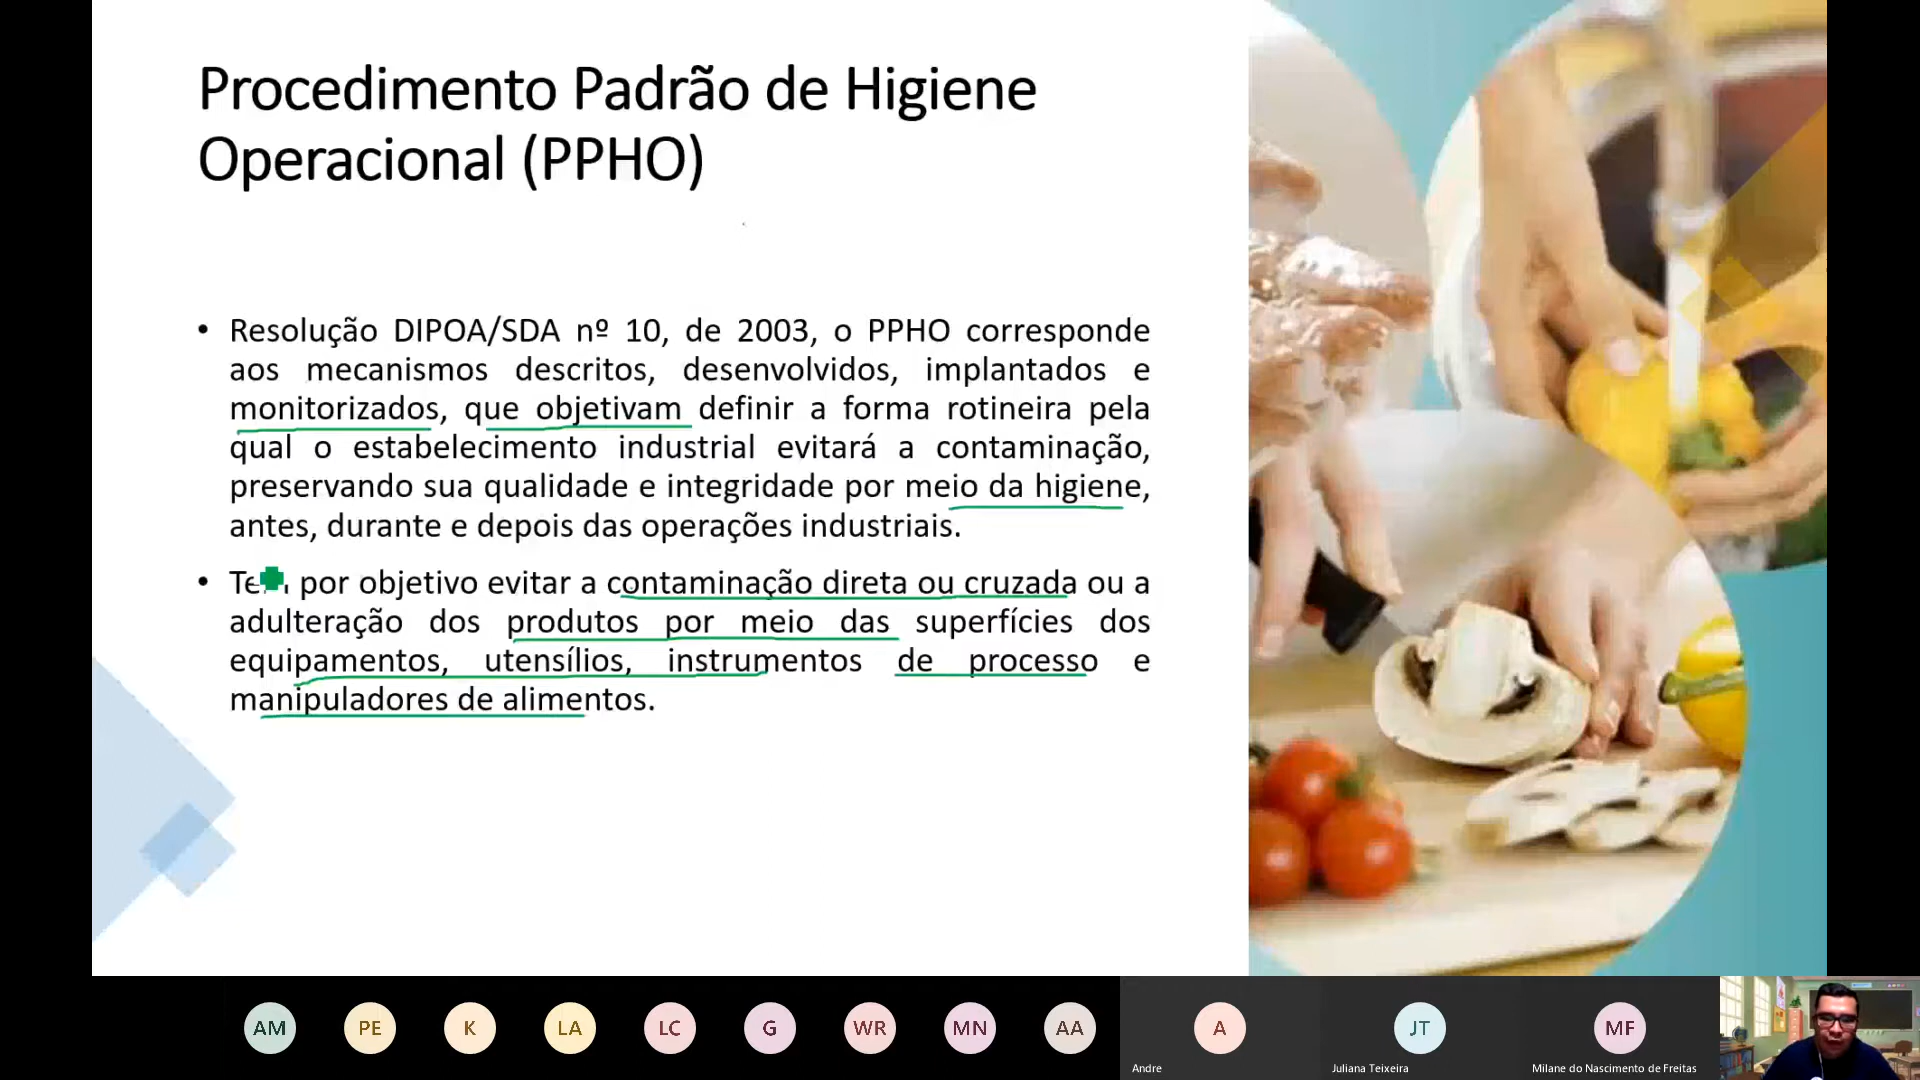 Procedimento Padrão de Higiene
Operacional (PPHO)
• Resolução DIPOA/SDA nº 10, de 2003, o PPHO corresponde
aos mecanismos descritos, desenvolvidos, implantados e
monitorizados, que objetivam definir a forma rotineira pela
qual o estabelecimento industrial evitará a contaminação,
preservando sua qualidade e integridade por meio da higiene,
antes, durante e depois das operações industriais.
• por objetivo evitar a contaminação direta ou cruzada ou a
adulteração dos produtos por meio das superfícies dos
equipamentos, utensílios, instrumentos de processo e
manipuladores de alimentos.
AM PE K LA LC G WR MN AA A JT MF
Andre Juliana Teixeira Milane do Nascimento de Freitas